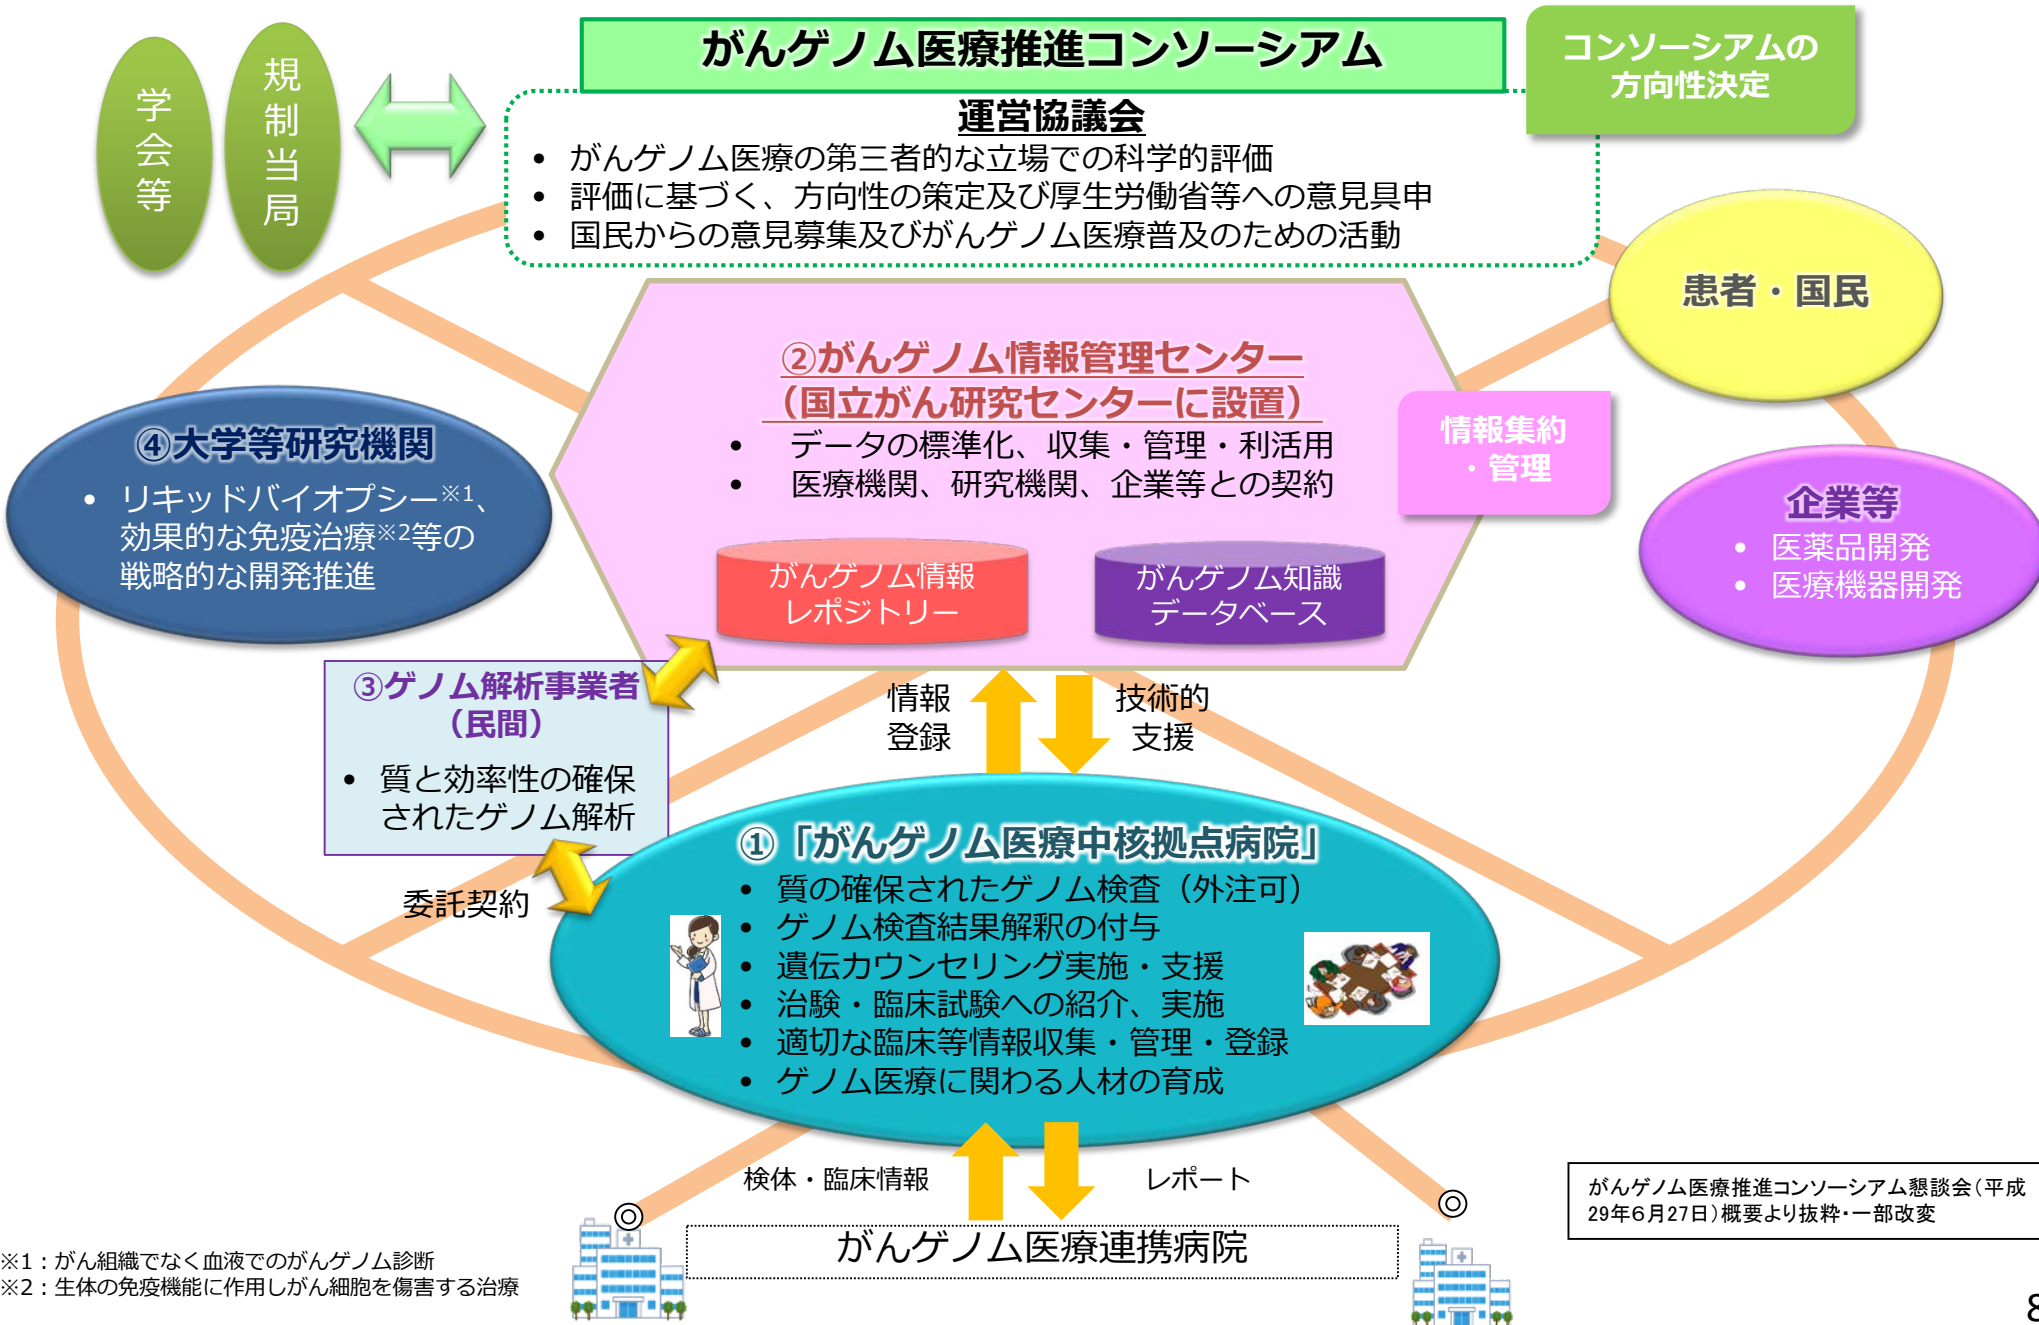 がんゲノム医療推進コンソーシアム
コンソーシアムの
方向性決定
学会等
規制当局
運営協議会
• がんゲノム医療の第三者的な立場での科学的評価
• 評価に基づく、方向性の策定及び厚生労働省等への意見具申
• 国民からの意見募集及びがんゲノム医療普及のための活動
患者・国民
②がんゲノム情報管理センター
（国立がん研究センターに設置）
• データの標準化、収集・管理・利活用
• 医療機関、研究機関、企業等との契約
情報集約
・管理
がんゲノム情報
レポジトリー
がんゲノム知識
データベース
④大学等研究機関
• リキッドバイオプシー※1、
効果的な免疫治療※2等の
戦略的な開発推進
企業等
• 医薬品開発
• 医療機器開発
③ゲノム解析事業者
（民間）
• 質と効率性の確保
されたゲノム解析
情報
登録
技術的
支援
委託契約
①「がんゲノム医療中核拠点病院」
• 質の確保されたゲノム検査（外注可）
• ゲノム検査結果解釈の付与
• 遺伝カウンセリング実施・支援
• 治験・臨床試験への紹介、実施
• 適切な臨床等情報収集・管理・登録
• ゲノム医療に関わる人材の育成
検体・臨床情報
レポート
◎
◎
がんゲノム医療連携病院
がんゲノム医療推進コンソーシアム懇談会（平成
29年６月27日）概要より抜粋・一部改変
※1：がん組織でなく血液でのがんゲノム診断
※2：生体の免疫機能に作用しがん細胞を傷害する治療
8